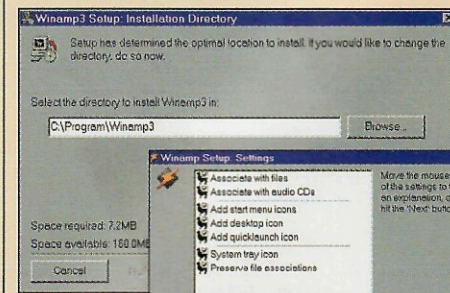 Winamp3 Setup: Installation Directory
Setup has determined the optimal location to install. If you would like to change the
directory, do so now.
Select the directory to install Winamp3 in:
C:\Program\Winamp3
Browse...
Space required: 7.2MB
Space available: 180.0MB
Cancel
Winamp Setup: Settings
Associate with files
Associate with audio CDs
Add start menu icons
Add desktop icon
Add quicklaunch icon
System tray icon
Preserve file associations
Move the mouse
of the settings to
an explanation, o
hit the 'Next' butto